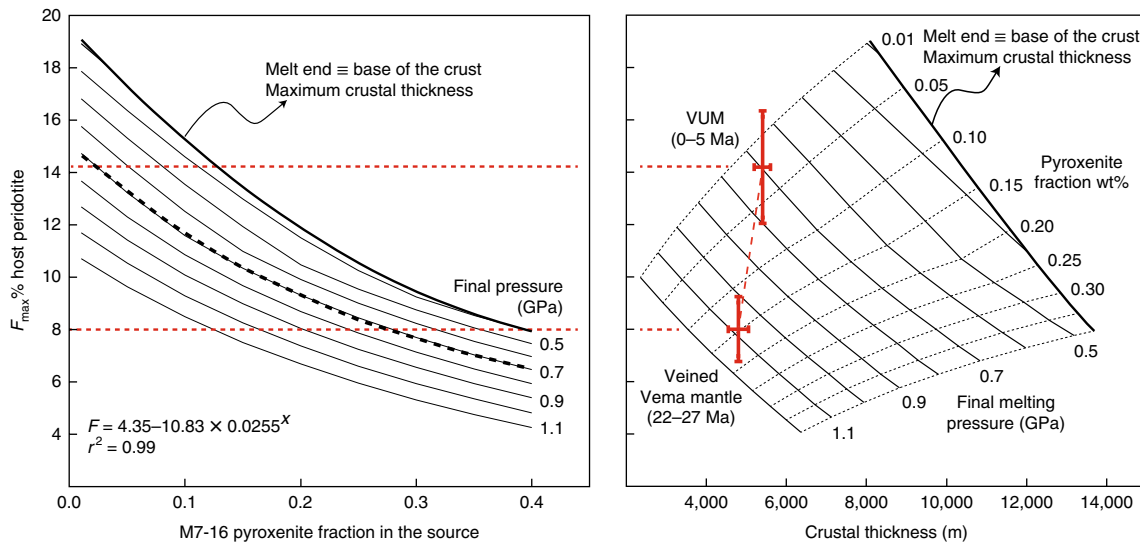 20
18
16
14
12
10
8
6
4
F_max% host peridotite
Melt end ≡ base of the crust
Maximum crustal thickness
Final pressure
(GPa)
0.5
0.7
0.9
1.1
F = 4.35–10.83 × 0.0255^x
r² = 0.99
0.0
0.1
0.2
0.3
0.4
M7-16 pyroxenite fraction in the source
Melt end ≡ base of the crust
Maximum crustal thickness
0.01
0.05
0.10
0.15
0.20
0.25
0.30
Pyroxenite
fraction wt%
VUM
(0–5 Ma)
Veined
Vema mantle
(22–27 Ma)
0.5
0.7
0.9
1.1
Final melting
pressure (GPa)
4,000
6,000
8,000
10,000
12,000
14,000
Crustal thickness (m)